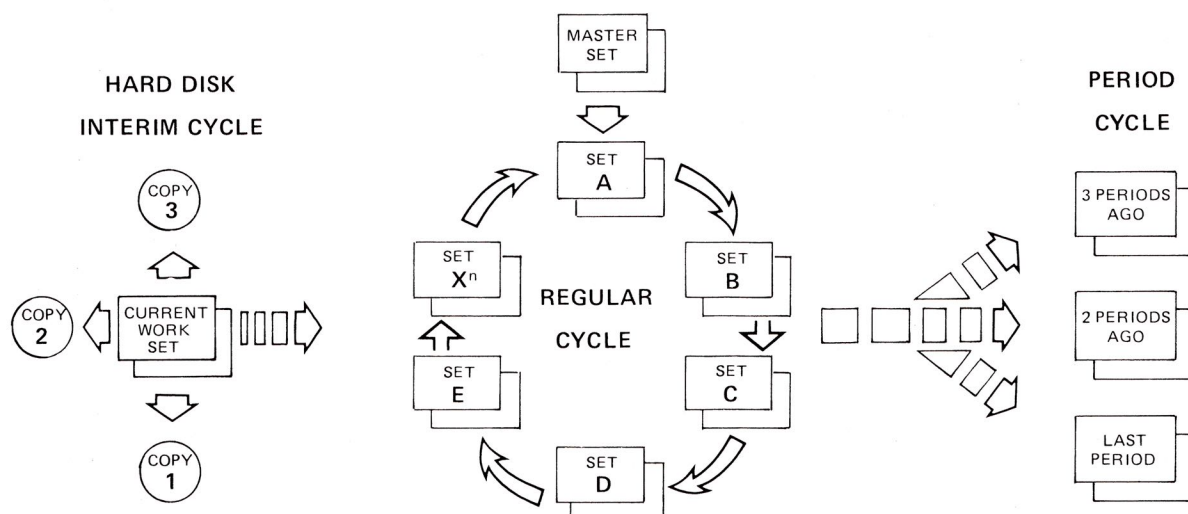 HARD DISK
INTERIM CYCLE
COPY
3
COPY
2
CURRENT
WORK
SET
COPY
1
MASTER
SET
SET
A
SET
B
SET
C
SET
D
SET
E
SET
Xⁿ
REGULAR
CYCLE
PERIOD
CYCLE
3 PERIODS
AGO
2 PERIODS
AGO
LAST
PERIOD